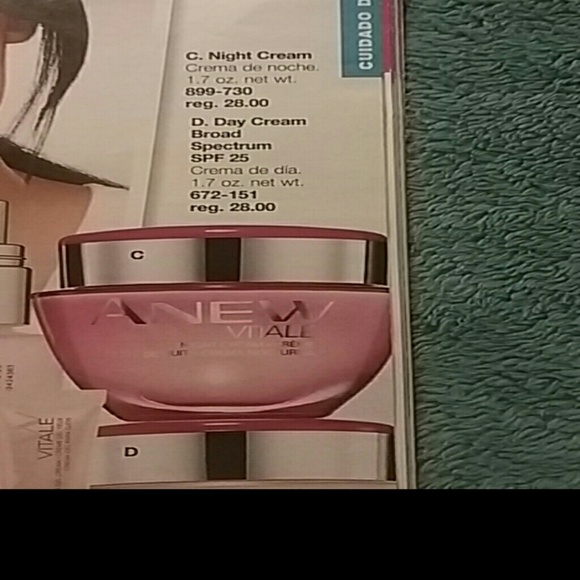 CUIDADO D
C. Night Cream
Crema de noche.
1.7 oz. net wt.
899-730
reg. 28.00
D. Day Cream
Broad
Spectrum
SPF 25
Crema de día.
1.7 oz. net wt.
672-151
reg. 28.00
C
ANEW
VITALE
VITALE
D